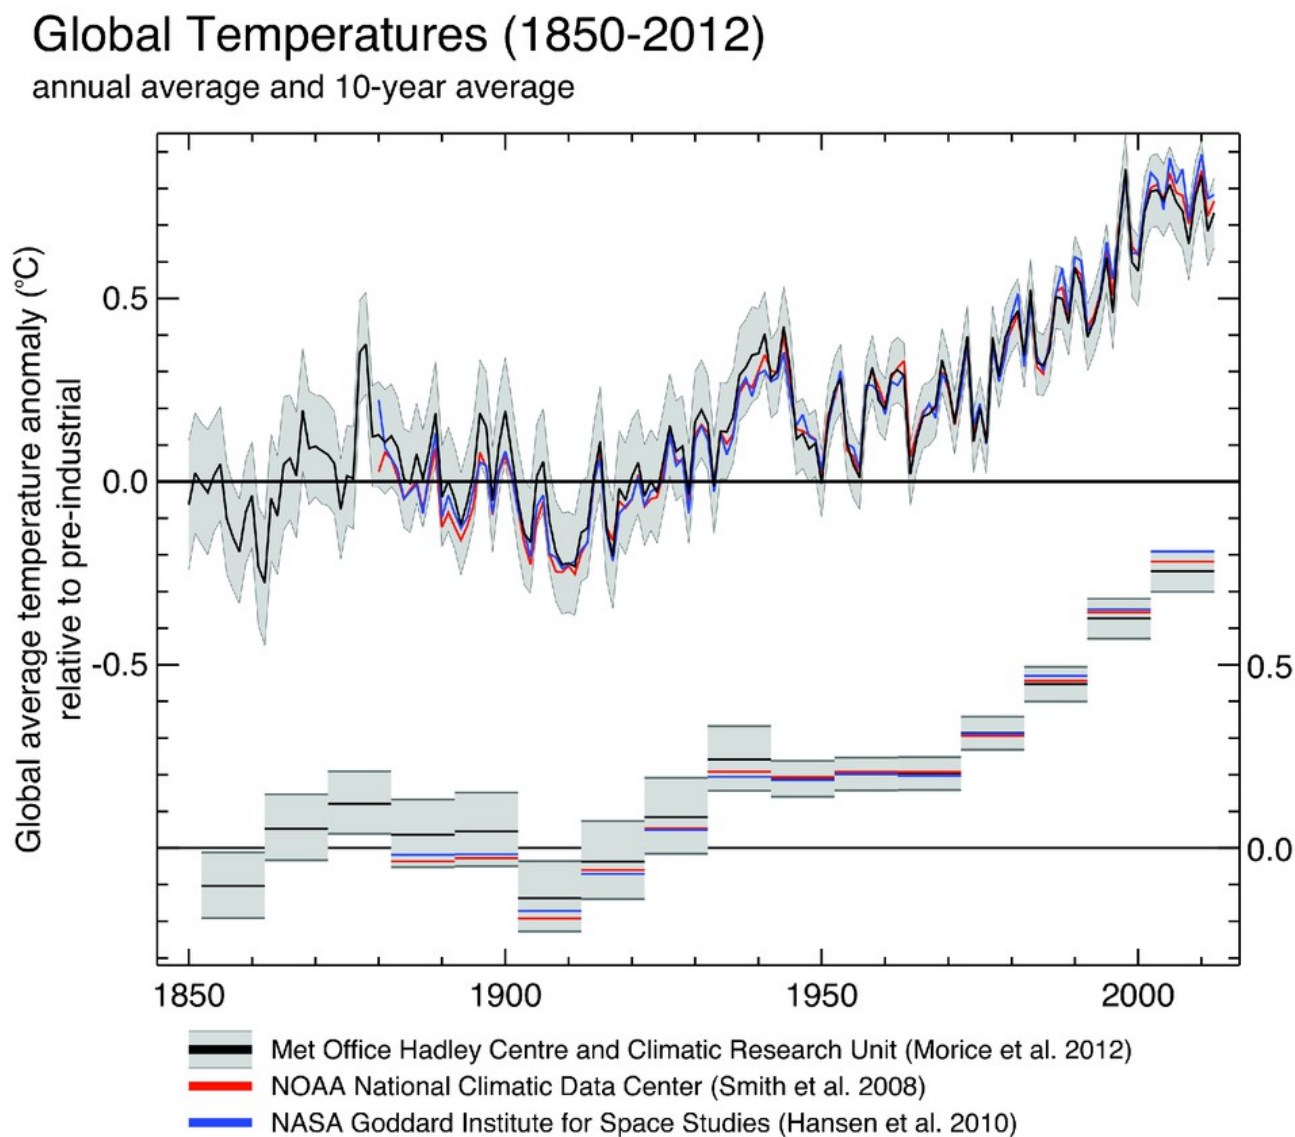 Global Temperatures (1850-2012)
annual average and 10-year average
Global average temperature anomaly (°C)
relative to pre-industrial
0.5
0.0
-0.5
0.5
0.0
1850
1900
1950
2000
Met Office Hadley Centre and Climatic Research Unit (Morice et al. 2012)
NOAA National Climatic Data Center (Smith et al. 2008)
NASA Goddard Institute for Space Studies (Hansen et al. 2010)